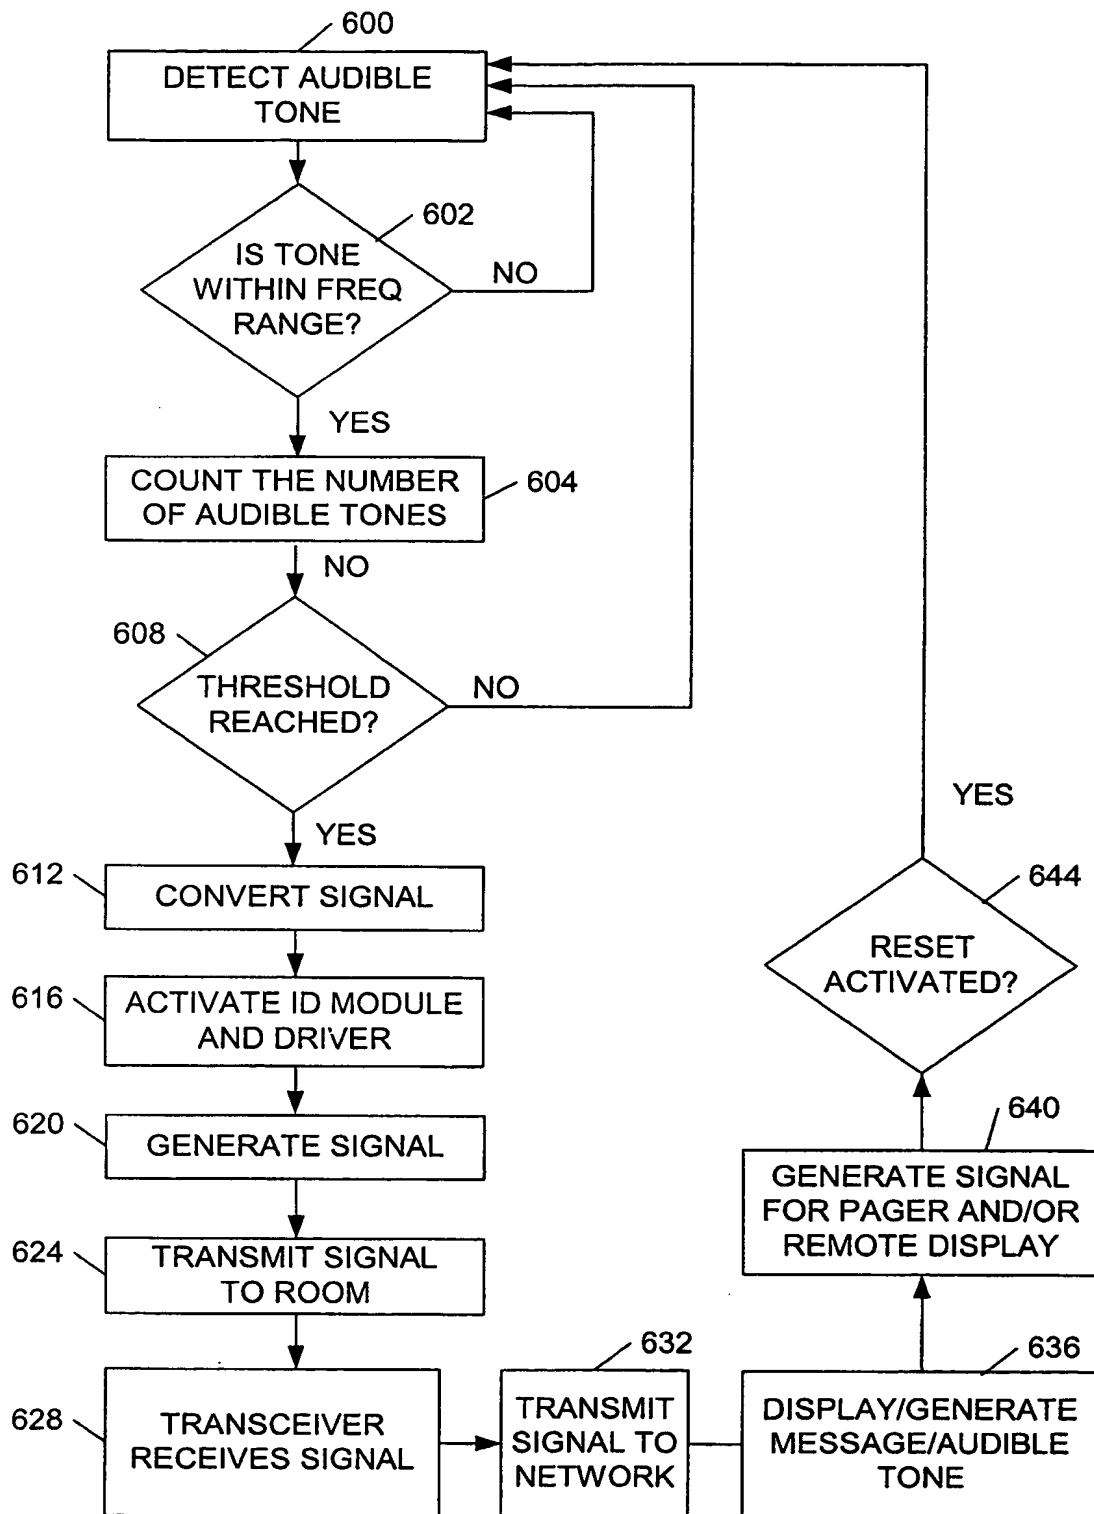 600
DETECT AUDIBLE
TONE
602
IS TONE
WITHIN FREQ
RANGE?
NO
YES
COUNT THE NUMBER
OF AUDIBLE TONES
604
NO
608
THRESHOLD
REACHED?
NO
YES
612
CONVERT SIGNAL
616
ACTIVATE ID MODULE
AND DRIVER
620
GENERATE SIGNAL
624
TRANSMIT SIGNAL
TO ROOM
628
TRANSCEIVER
RECEIVES SIGNAL
632
TRANSMIT
SIGNAL TO
NETWORK
636
DISPLAY/GENERATE
MESSAGE/AUDIBLE
TONE
640
GENERATE SIGNAL
FOR PAGER AND/OR
REMOTE DISPLAY
644
RESET
ACTIVATED?
YES